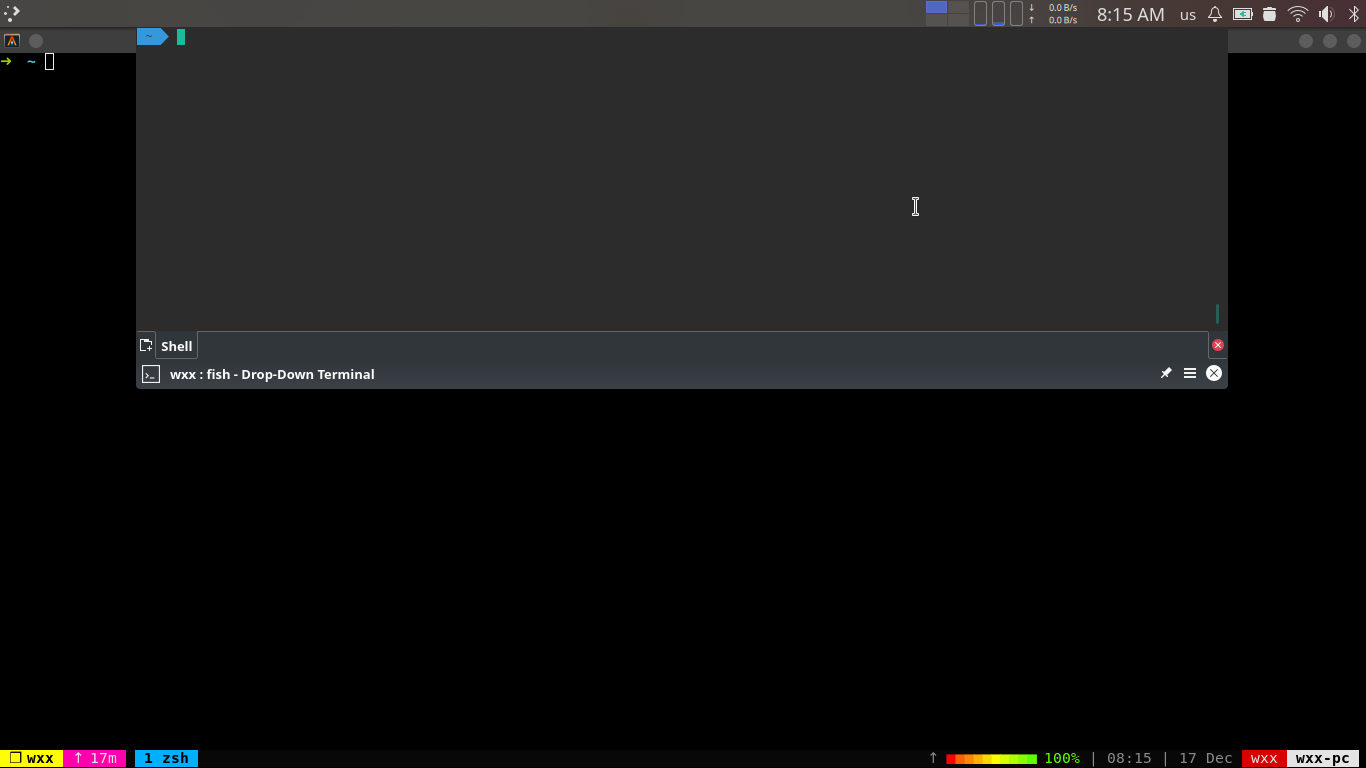 ↓ 0.0 B/s
↑ 0.0 B/s
8:15 AM us
~
➜ ~
Shell
wxx : fish - Drop-Down Terminal
❐ wxx ↑ 17m 1 zsh ↑ 100% | 08:15 | 17 Dec wxx wxx-pc